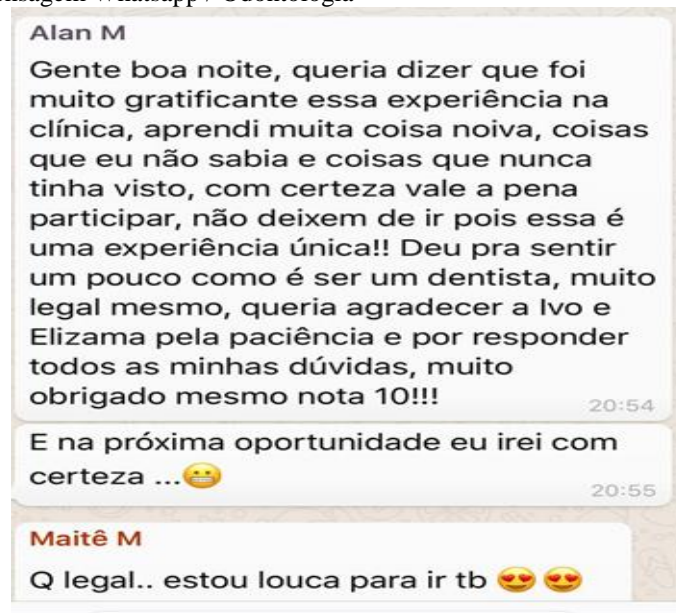 Alan M
Gente boa noite, queria dizer que foi
muito gratificante essa experiência na
clínica, aprendi muita coisa noiva, coisas
que eu não sabia e coisas que nunca
tinha visto, com certeza vale a pena
participar, não deixem de ir pois essa é
uma experiência única!! Deu pra sentir
um pouco como é ser um dentista, muito
legal mesmo, queria agradecer a Ivo e
Elizama pela paciência e por responder
todos as minhas dúvidas, muito
obrigado mesmo nota 10!!!
20:54
E na próxima oportunidade eu irei com
certeza ...😬
20:55
Maitê M
Q legal.. estou louca para ir tb 😍 😍